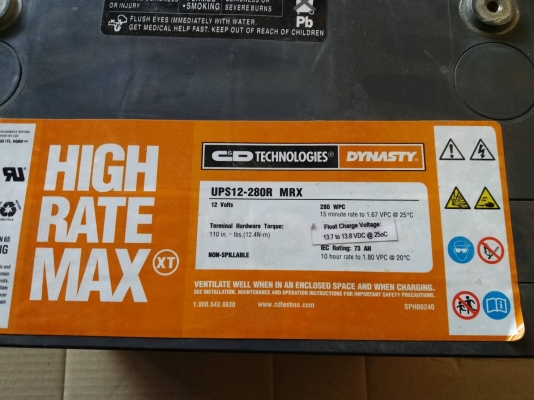 OR INJURY
•SMOKING
SEVERE BURNS
FLUSH EYES IMMEDIATELY WITH WATER.
GET MEDICAL HELP FAST. KEEP OUT OF REACH OF CHILDREN
Pb
HIGH
RATE
MAX XT
C&D TECHNOLOGIES® DYNASTY®
UPS12-280R MRX
12 Volts
280 WPC
15 minute rate to 1.67 VPC @ 25°C
Terminal Hardware Torque:
110 in. - lbs. (12.4N-m)
Float Charge Voltage:
13.7 to 13.8 VDC @ 25oC
NON-SPILLABLE
IEC Rating: 73 AH
10 hour rate to 1.80 VPC @ 20°C
VENTILATE WELL WHEN IN AN ENCLOSED SPACE AND WHEN CHARGING.
SEE INSTALLATION, MAINTENANCE AND OPERATION INSTRUCTIONS FOR IMPORTANT SAFETY PRECAUTIONS.
1.800.543.8630 www.cdtechno.com SPH00240